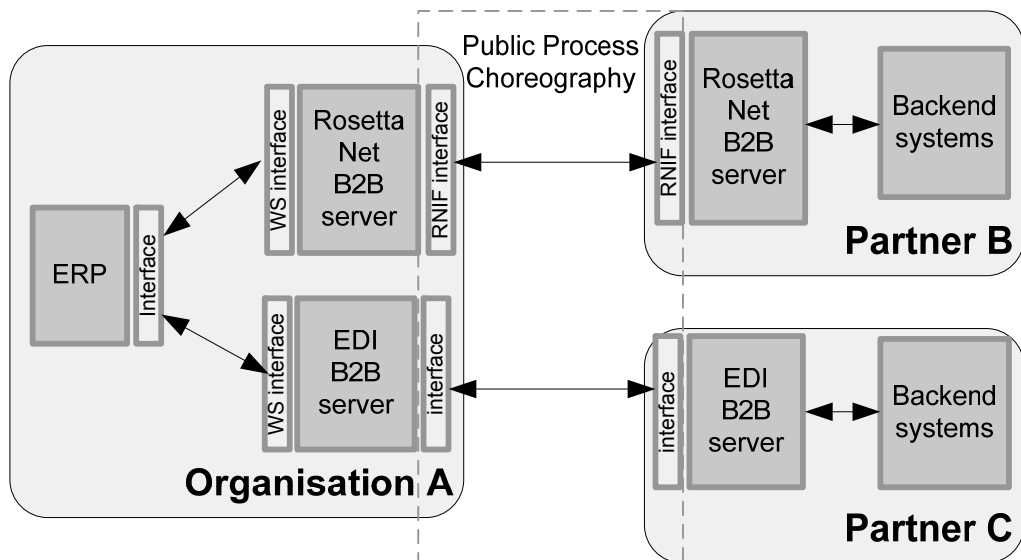 Public Process
Choreography
ERP
Interface
WS interface
Rosetta
Net
B2B
server
RNIF interface
WS interface
EDI
B2B
server
interface
Organisation A
RNIF interface
Rosetta
Net
B2B
server
Backend
systems
Partner B
interface
EDI
B2B
server
Backend
systems
Partner C